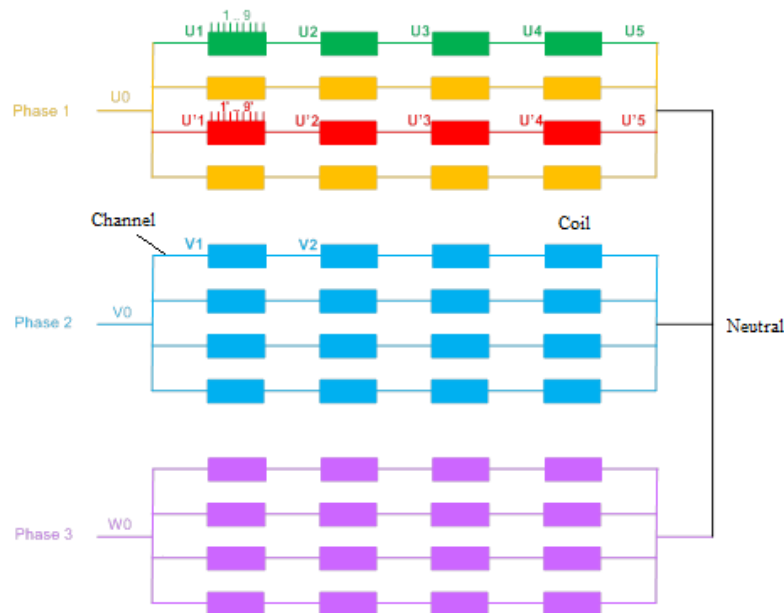 1 .. 9
U1 U2 U3 U4 U5
U0
Phase 1
1' .. 9'
U'1 U'2 U'3 U'4 U'5
Channel
Coil
V1 V2
V0
Phase 2
Neutral
W0
Phase 3